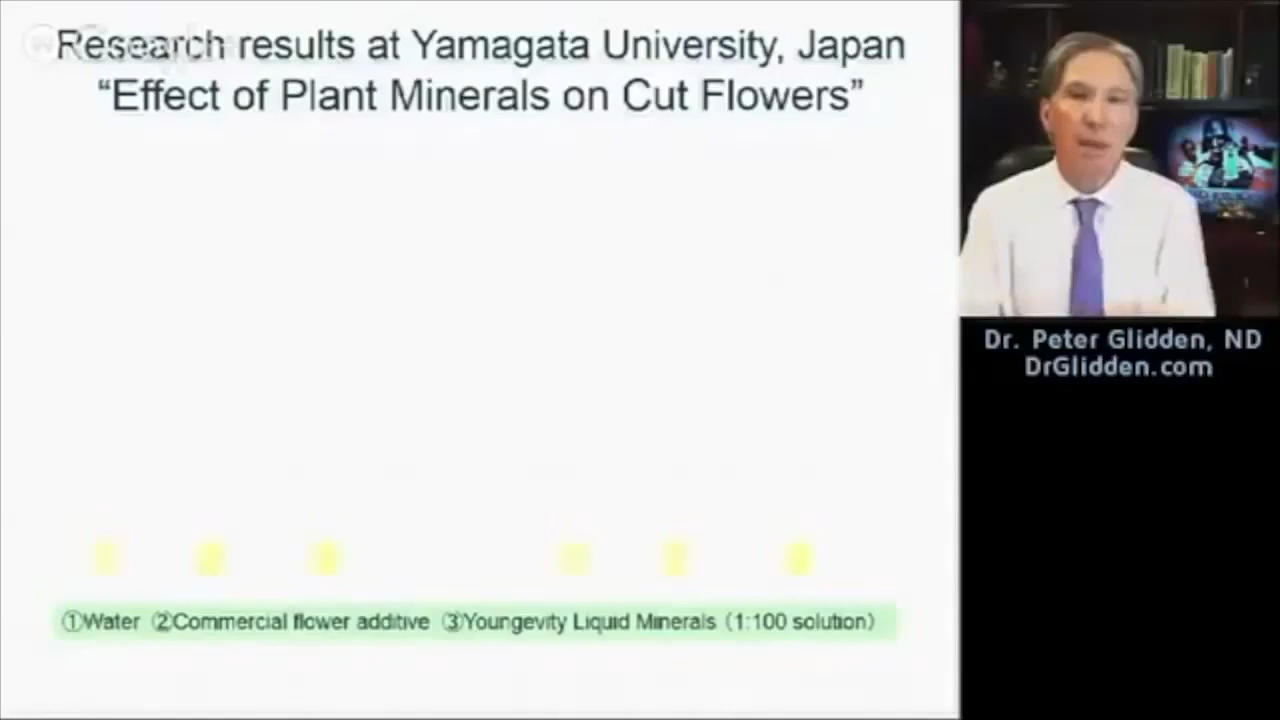 Research results at Yamagata University, Japan
“Effect of Plant Minerals on Cut Flowers”
①Water ②Commercial flower additive ③Youngevity Liquid Minerals (1:100 solution)
Dr. Peter Glidden, ND
DrGlidden.com